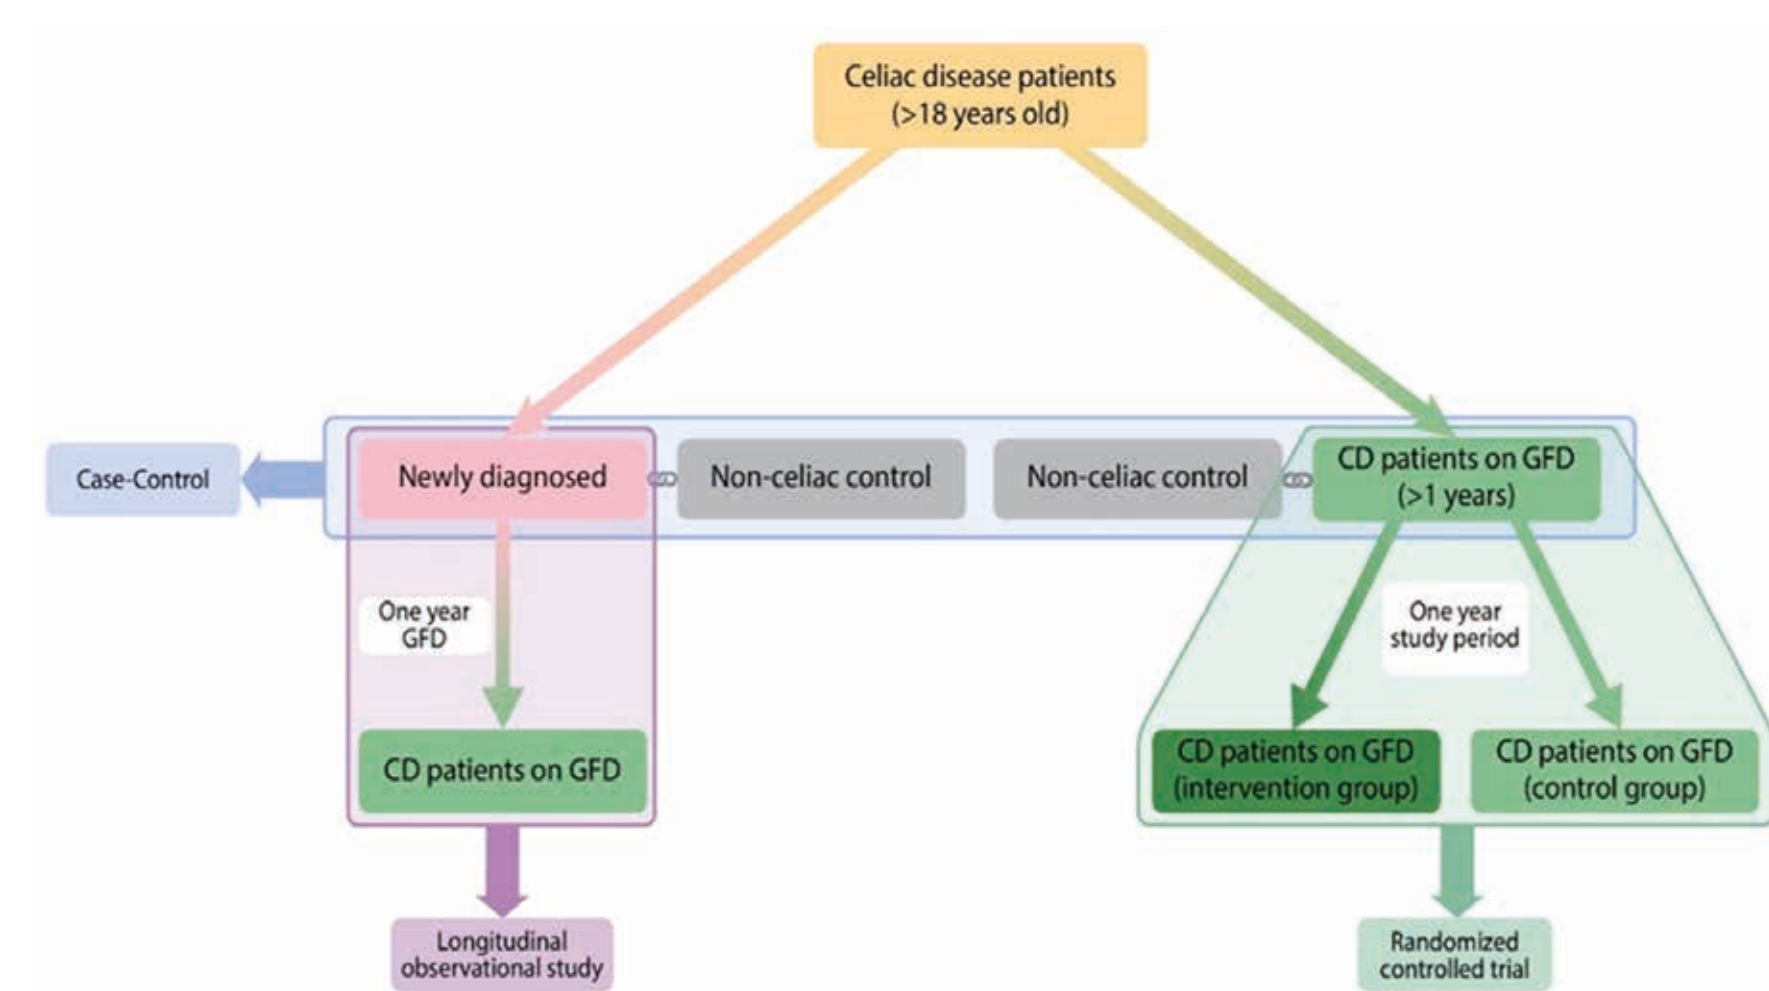 Celiac disease patients
(>18 years old)
Case-Control
Newly diagnosed
Non-celiac control
Non-celiac control
CD patients on GFD
(>1 years)
One year
GFD
One year
study period
CD patients on GFD
CD patients on GFD
(intervention group)
CD patients on GFD
(control group)
Longitudinal
observational study
Randomized
controlled trial